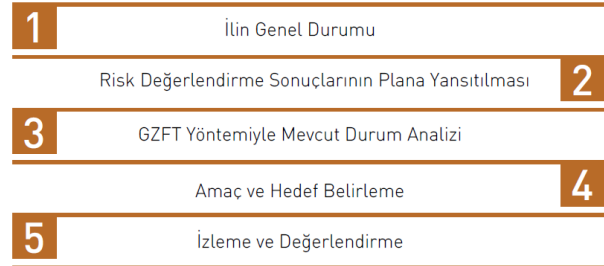 1 İlin Genel Durumu
Risk Değerlendirme Sonuçlarının Plana Yansıtılması 2
3 GZFT Yöntemiyle Mevcut Durum Analizi
Amaç ve Hedef Belirleme 4
5 İzleme ve Değerlendirme